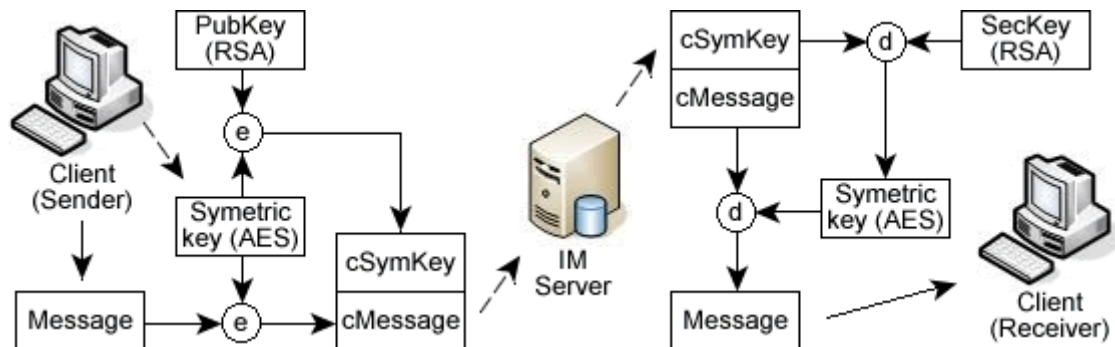 PubKey
(RSA)
e
Client
(Sender)
Symetric
key (AES)
cSymKey
Message
e
cMessage
IM
Server
cSymKey
d
SecKey
(RSA)
cMessage
Symetric
key (AES)
d
Message
Client
(Receiver)